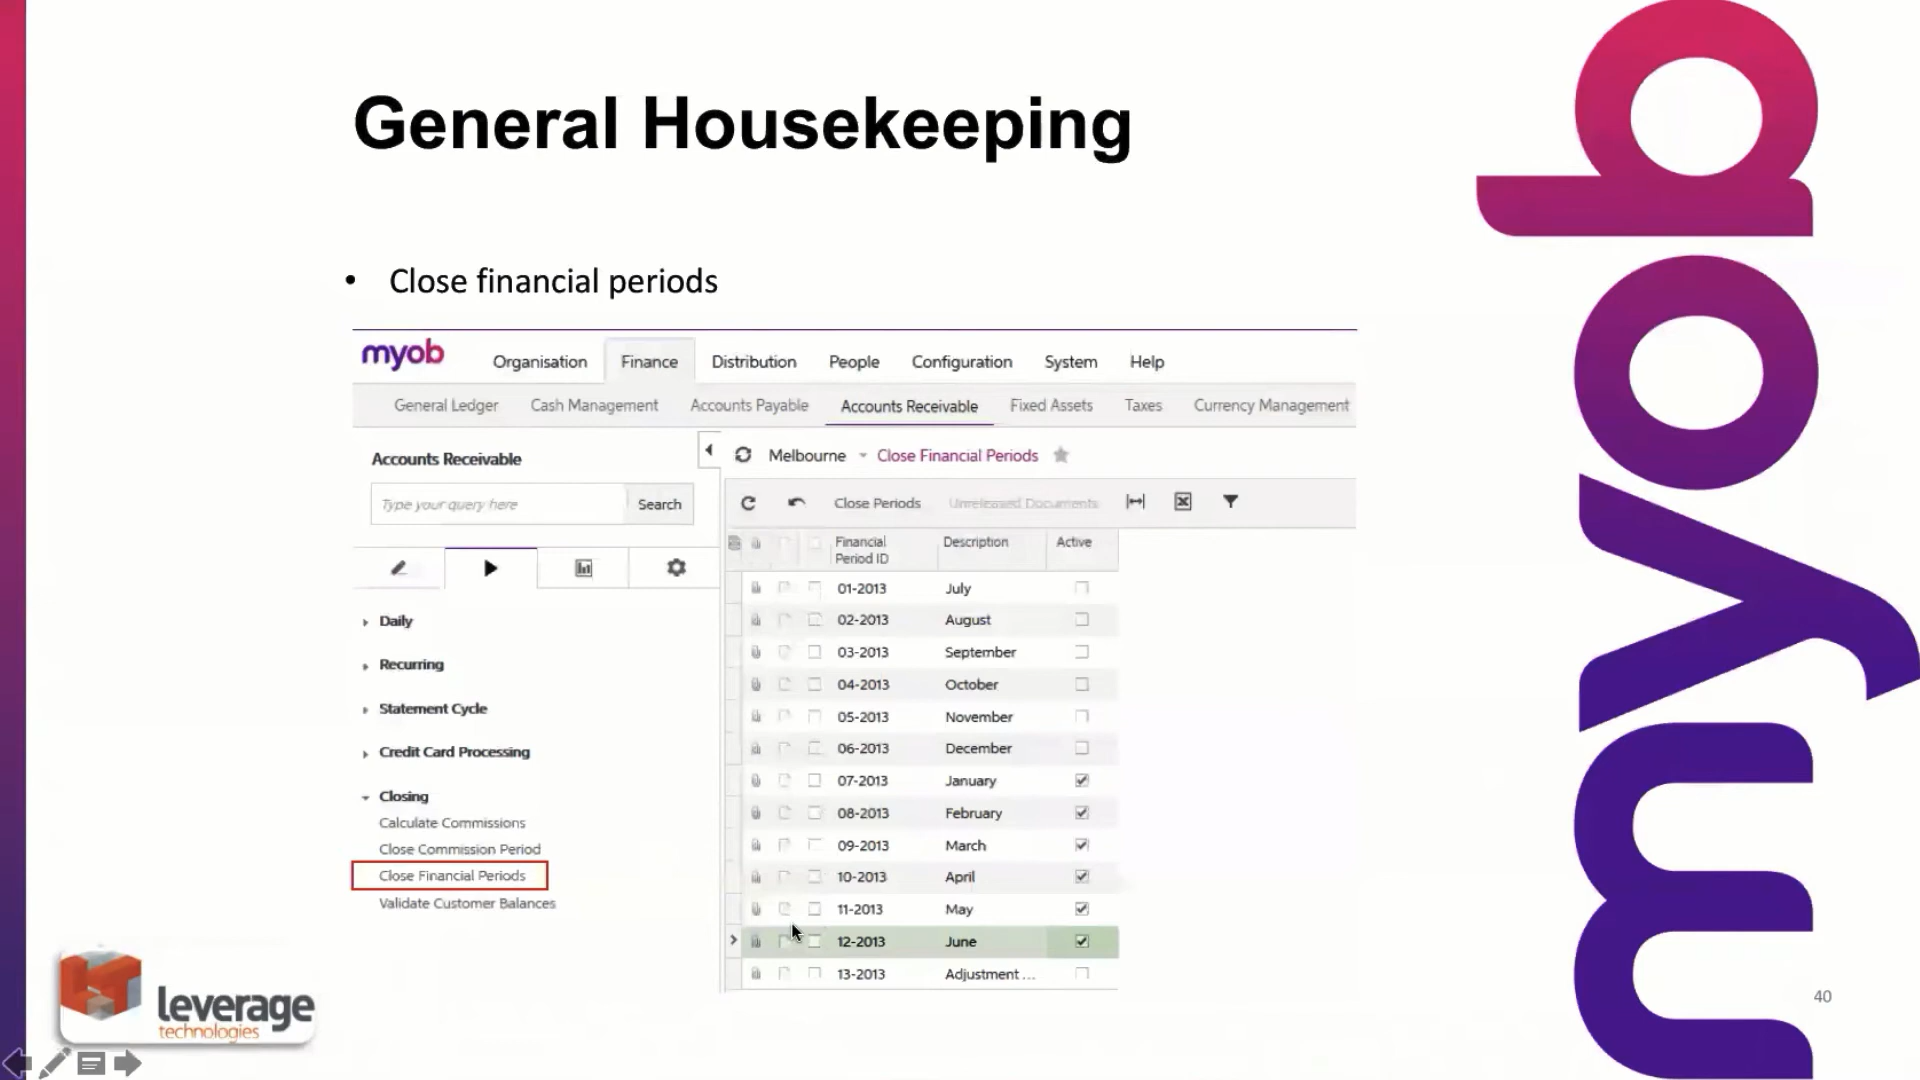 General Housekeeping
• Close financial periods
myob Organisation Finance Distribution People Configuration System Help
General Ledger Cash Management Accounts Payable Accounts Receivable Fixed Assets Taxes Currency Management
Accounts Receivable
Type your query here Search
Daily
Recurring
Statement Cycle
Credit Card Processing
Closing
Calculate Commissions
Close Commission Period
Close Financial Periods
Validate Customer Balances
Melbourne Close Financial Periods
Close Periods Unreleased Documents
Financial Period ID Description Active
01-2013 July
02-2013 August
03-2013 September
04-2013 October
05-2013 November
06-2013 December
07-2013 January
08-2013 February
09-2013 March
10-2013 April
11-2013 May
12-2013 June
13-2013 Adjustment ...
leverage
technologies
40
myob